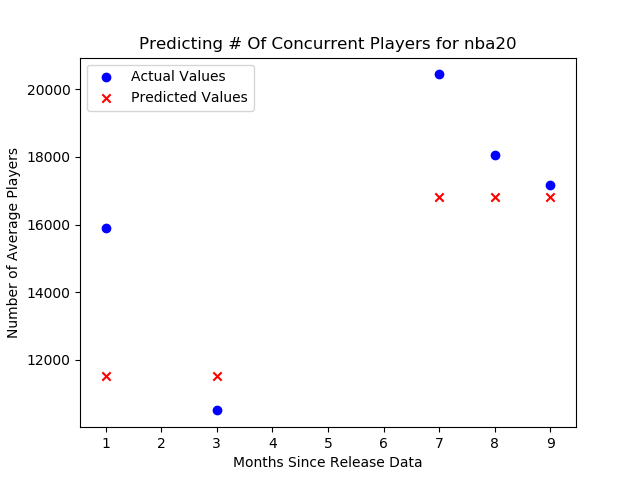 Predicting # Of Concurrent Players for nba20
Actual Values
Predicted Values
Number of Average Players
20000
18000
16000
14000
12000
1 2 3 4 5 6 7 8 9
Months Since Release Data